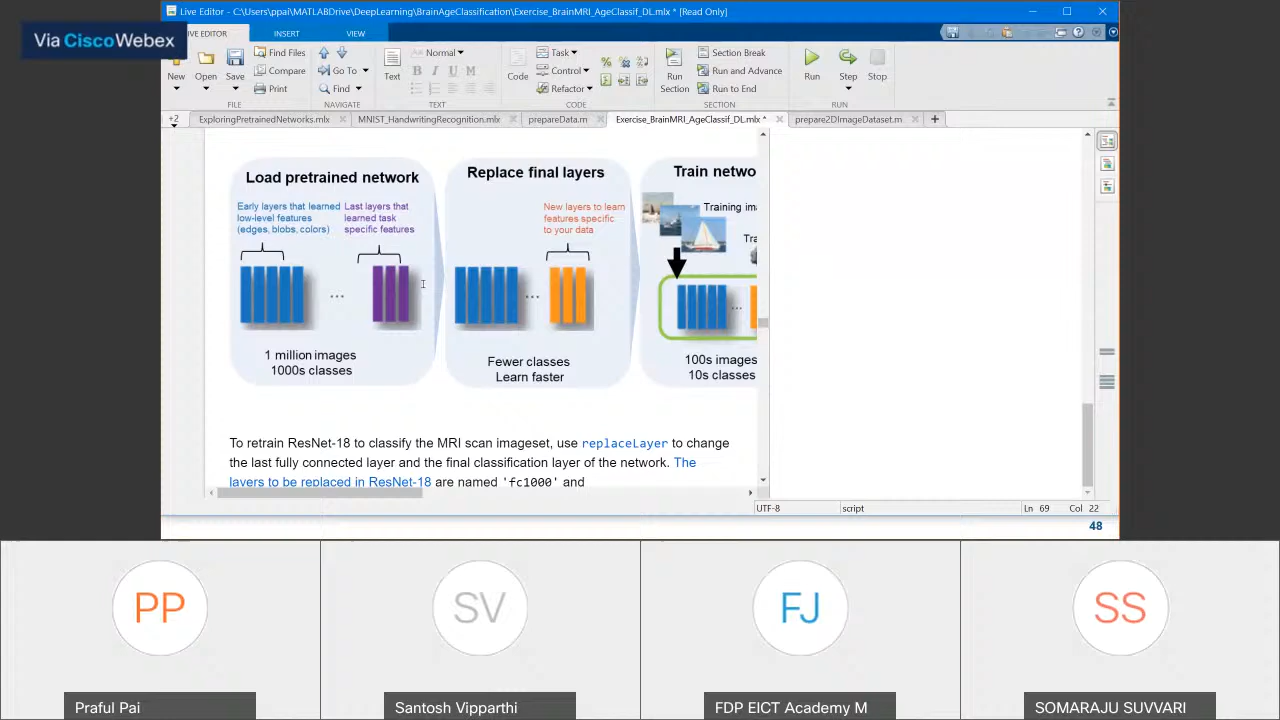 Live Editor - C:\Users\ppai\MATLABDrive\DeepLearning\BrainAgeClassification\Exercise_BrainMRI_AgeClassif_DL.mlx * [Read Only]
Via CiscoWebex
VE EDITOR INSERT VIEW
New Open Save Find Files Compare Print
Go To Find
Text Normal B I U M
Code Task Control Refactor
Run Section Section Break Run and Advance Run to End
Run Step Stop
FILE NAVIGATE TEXT CODE SECTION RUN
+2 ExploringPretrainedNetworks.mlx MNIST_HandwritingRecognition.mlx prepareData.m Exercise_BrainMRI_AgeClassif_DL.mlx * prepare2DImageDataset.m
Load pretrained network
Early layers that learned low-level features (edges, blobs, colors)
Last layers that learned task specific features
...
1 million images
1000s classes
Replace final layers
New layers to learn features specific to your data
...
Fewer classes
Learn faster
Train netwo
Training ima
Tra
...
100s images
10s classes
To retrain ResNet-18 to classify the MRI scan imageset, use replaceLayer to change
the last fully connected layer and the final classification layer of the network. The
layers to be replaced in ResNet-18 are named 'fc1000' and
UTF-8 script Ln 69 Col 22
48
PP SV FJ SS
Praful Pai Santosh Vipparthi FDP EICT Academy M SOMARAJU SUVVARI